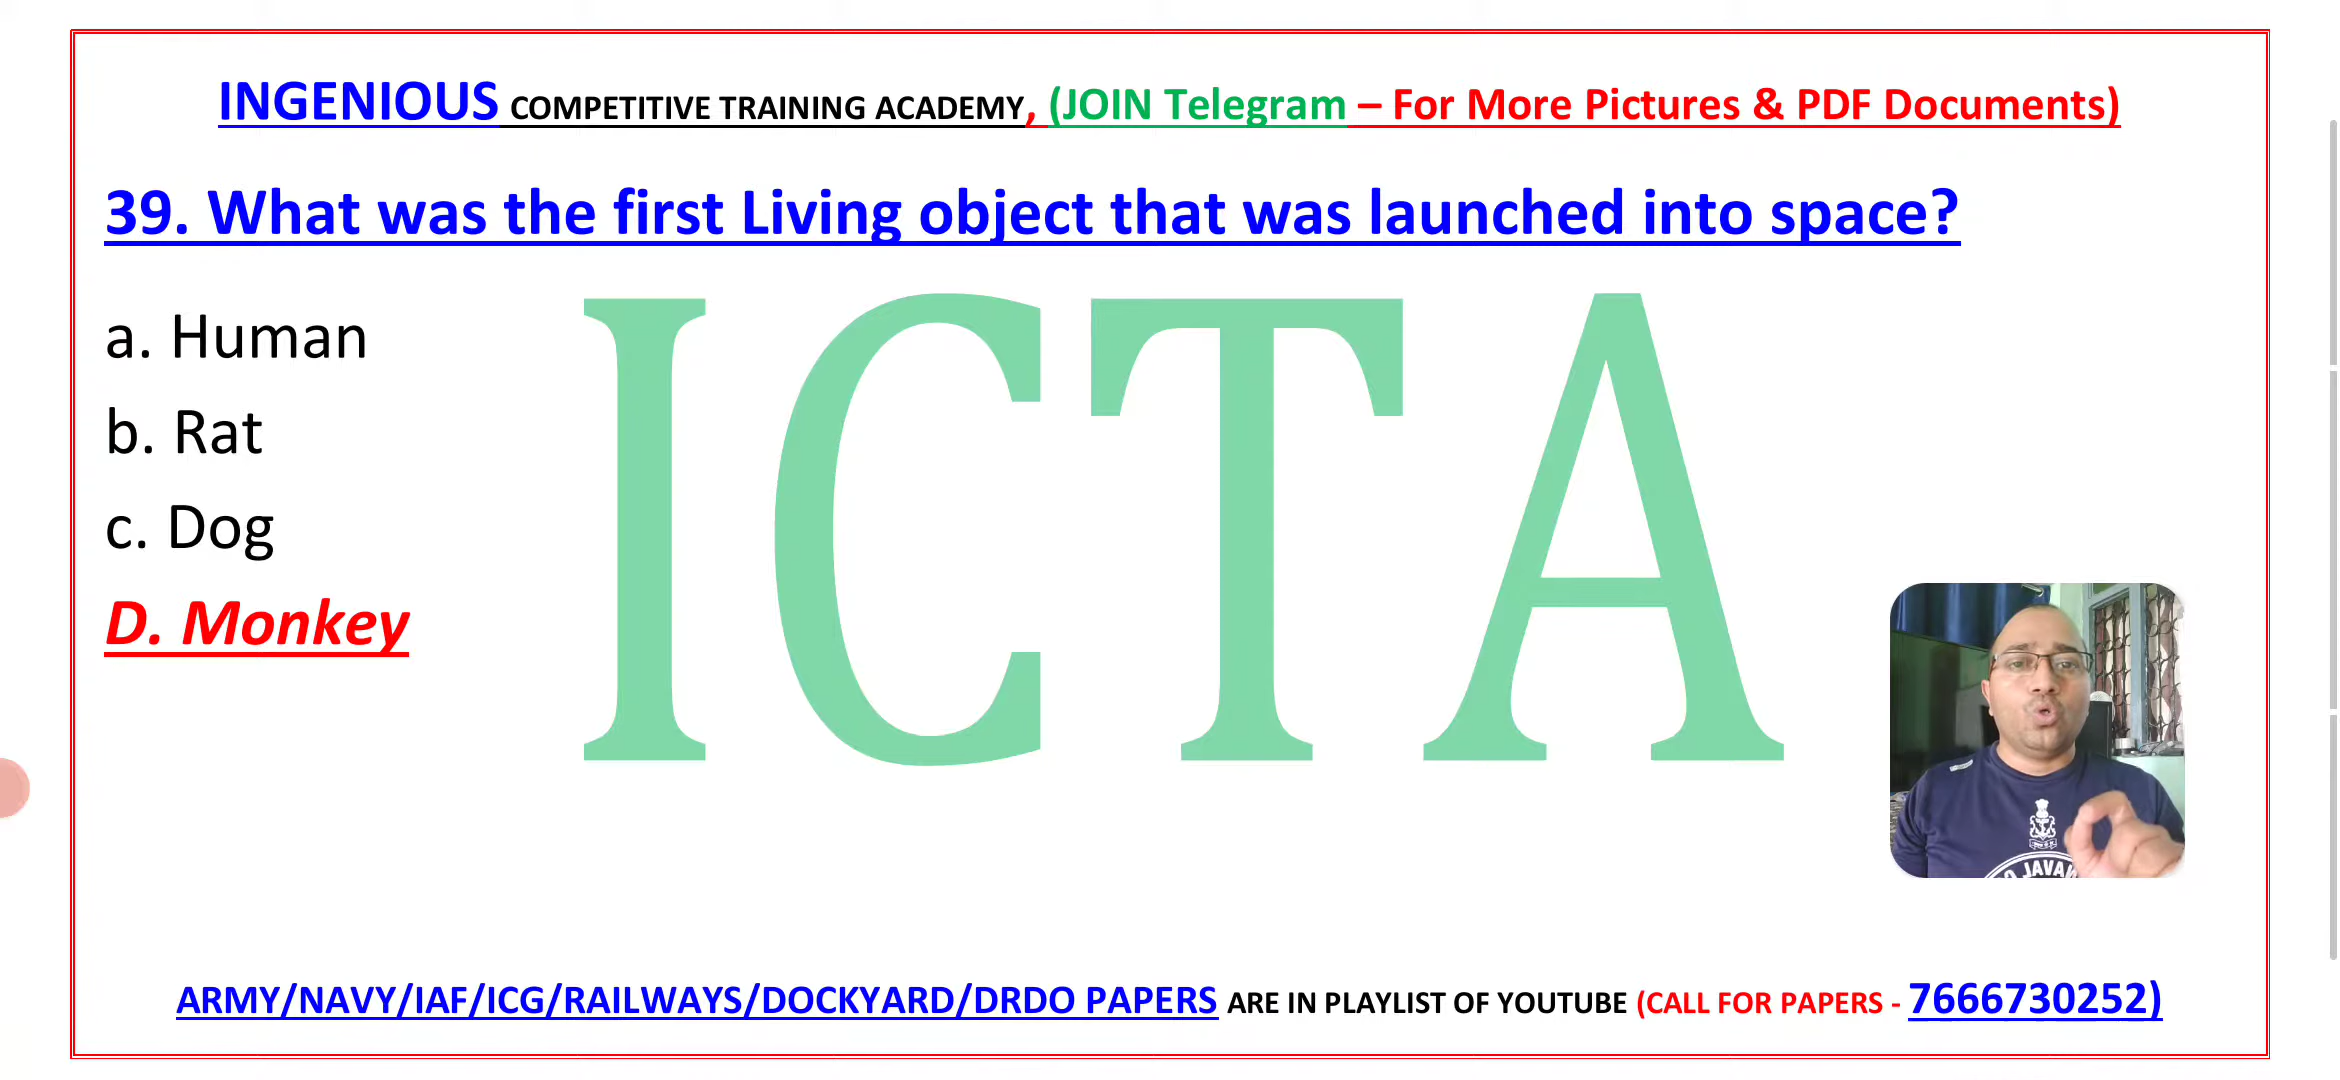 INGENIOUS COMPETITIVE TRAINING ACADEMY, (JOIN Telegram – For More Pictures & PDF Documents)
39. What was the first Living object that was launched into space?
a. Human
b. Rat
c. Dog
D. Monkey
ICTA
JAVA
ARMY/NAVY/IAF/ICG/RAILWAYS/DOCKYARD/DRDO PAPERS ARE IN PLAYLIST OF YOUTUBE (CALL FOR PAPERS - 7666730252)